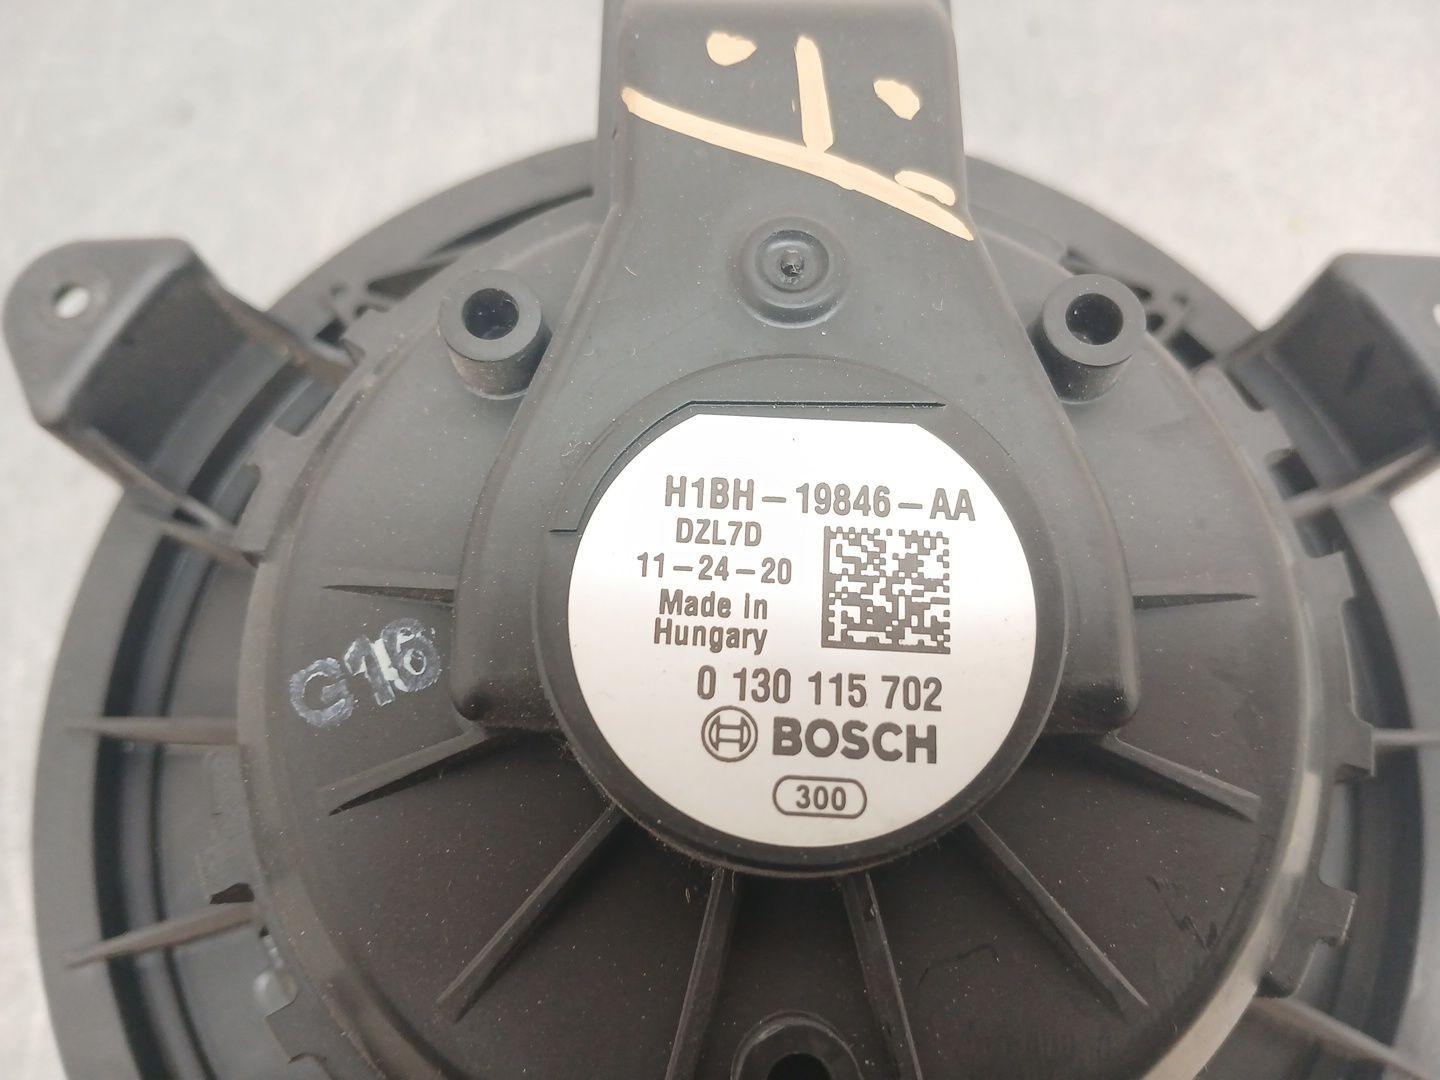 H1BH-19846-AA
DZL7D
11-24-20
Made in
Hungary
0 130 115 702
BOSCH
300
G16